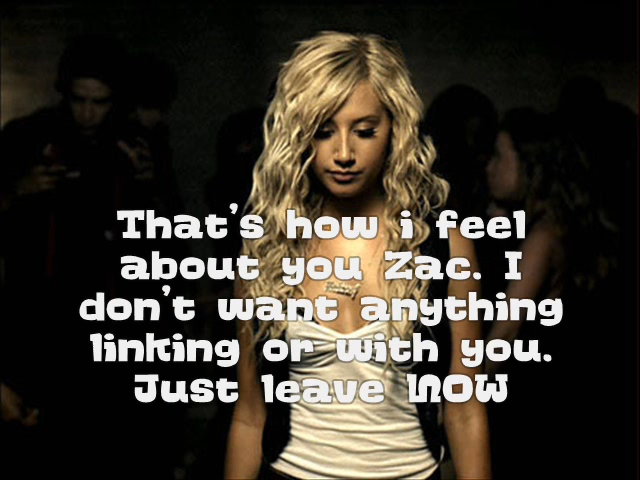 That's how i feel
about you Zac. I
don't want anything
linking or with you.
Just leave NOW